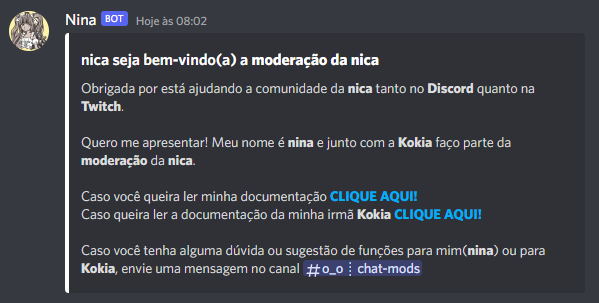 Nina BOT Hoje às 08:02
nica seja bem-vindo(a) a moderação da nica
Obrigada por está ajudando a comunidade da nica tanto no Discord quanto na
Twitch.
Quero me apresentar! Meu nome é nina e junto com a Kokia faço parte da
moderação da nica.
Caso você queira ler minha documentação CLIQUE AQUI!
Caso queira ler a documentação da minha irmã Kokia CLIQUE AQUI!
Caso você tenha alguma dúvida ou sugestão de funções para mim(nina) ou para
Kokia, envie uma mensagem no canal #o_o┊chat-mods